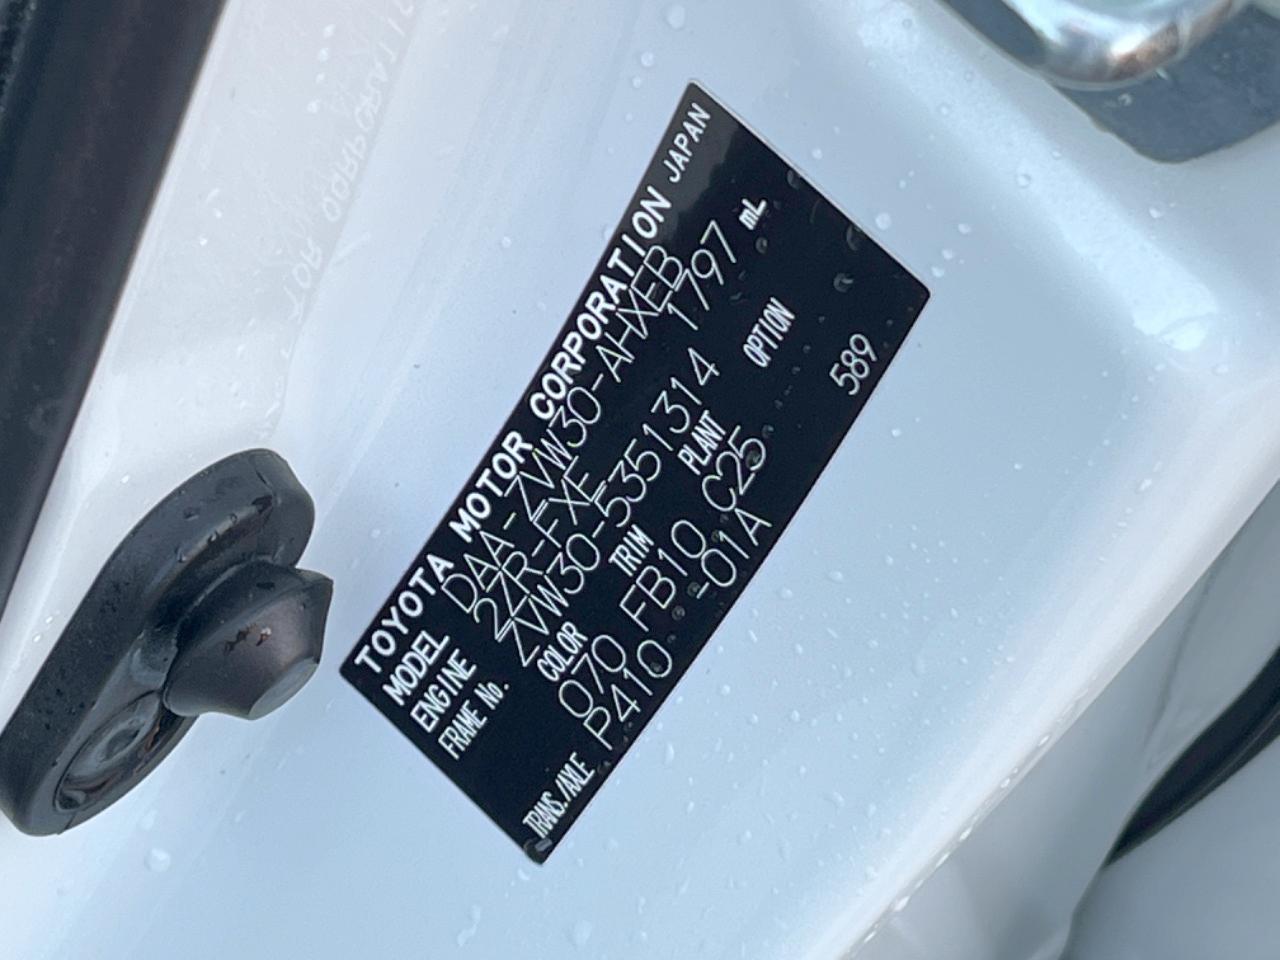 TOYOTA MOTOR CORPORATION JAPAN
MODEL DAA-ZVW30-AHXEB
ENGINE 2ZR-FXE 1797 mL
FRAME No. ZVW30-5351314
COLOR TRIM PLANT OPTION
070 FB10 C25
TRANS./AXLE P410 -01A 589